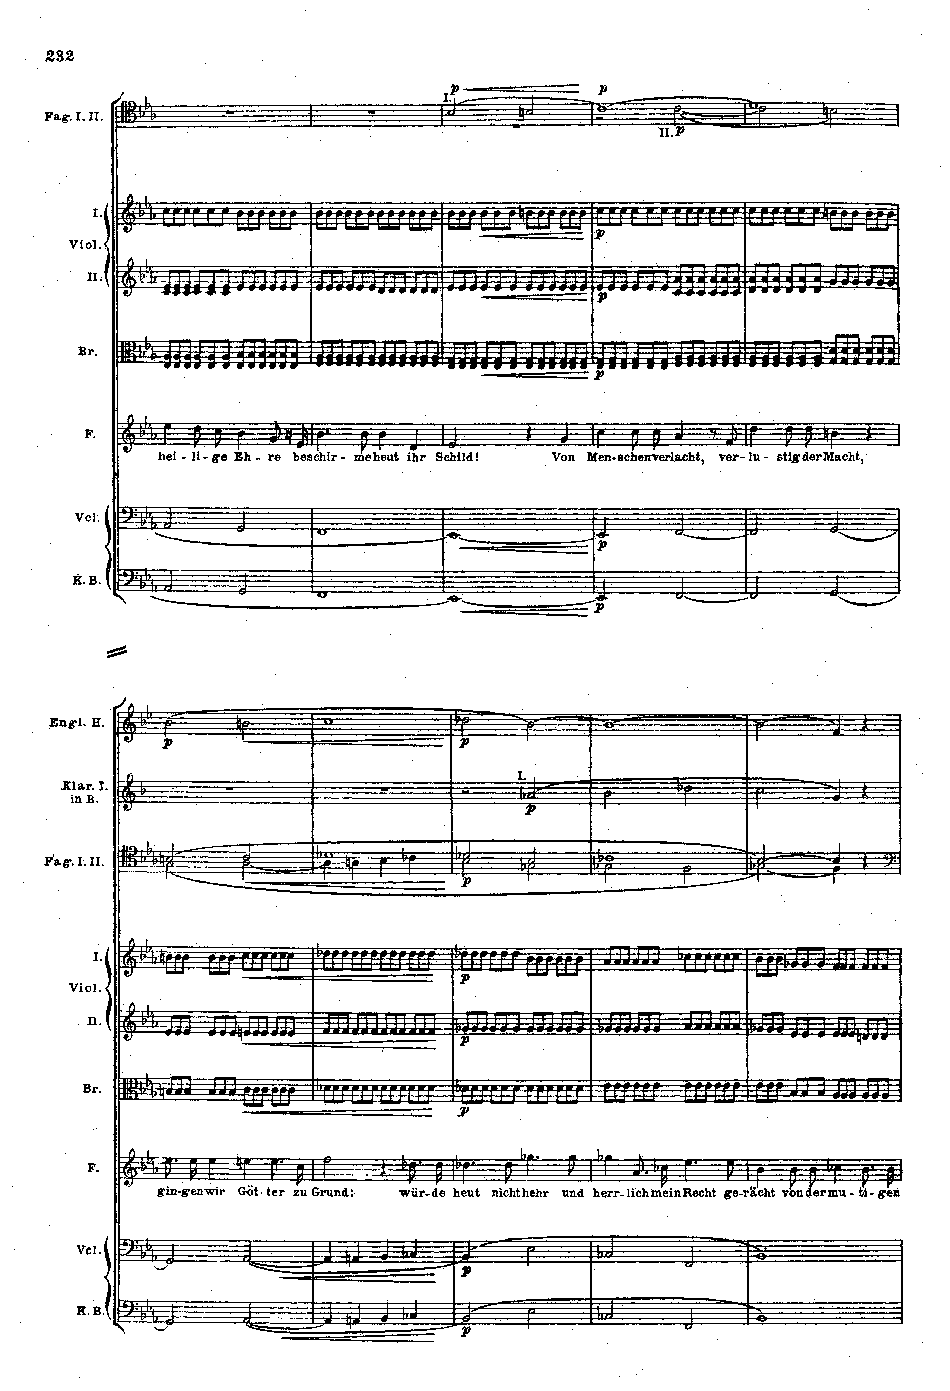 232
p p
Fag. I. II. I. II. p
I.
Viol.
p
II.
p
Br.
p
F.
hei - li - ge Eh - re beschir - me heut ihr Schild! Von Men - schen verlacht, ver - lu - stig der Macht,
Vcl.
p
K. B.
p
Engl. H.
p p
Klar. I.
in B.
I.
p
Fag. I. II.
p
I.
Viol.
p
II.
p
Br.
p
F.
gin - gen wir Göt - ter zu Grund: wür - de heut nicht hehr und herr - lich mein Recht ge - rächt von der mu - ti - gen
Vcl.
p
K. B.
p